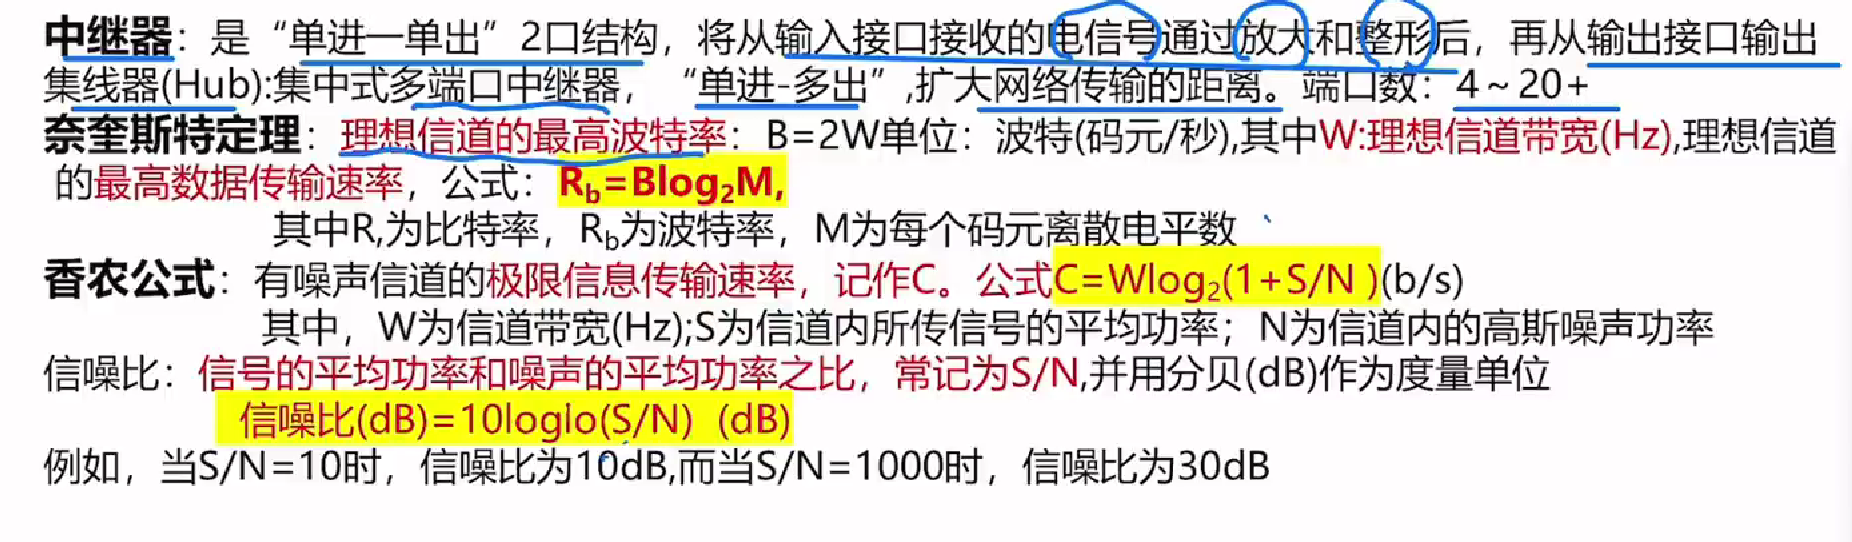 中继器：是“单进一单出”2口结构，将从输入接口接收的电信号通过放大和整形后，再从输出接口输出
集线器(Hub):集中式多端口中继器，“单进-多出”,扩大网络传输的距离。端口数：4~20+
奈奎斯特定理：理想信道的最高波特率：B=2W单位：波特(码元/秒),其中W:理想信道带宽(Hz),理想信道
的最高数据传输速率，公式：Rb=Blog2M,
其中R,为比特率，Rb为波特率，M为每个码元离散电平数
香农公式：有噪声信道的极限信息传输速率，记作C。公式C=Wlog2(1+S/N )(b/s)
其中，W为信道带宽(Hz);S为信道内所传信号的平均功率；N为信道内的高斯噪声功率
信噪比：信号的平均功率和噪声的平均功率之比，常记为S/N,并用分贝(dB)作为度量单位
信噪比(dB)=10logio(S/N)（dB)
例如，当S/N=10时，信噪比为10dB,而当S/N=1000时，信噪比为30dB